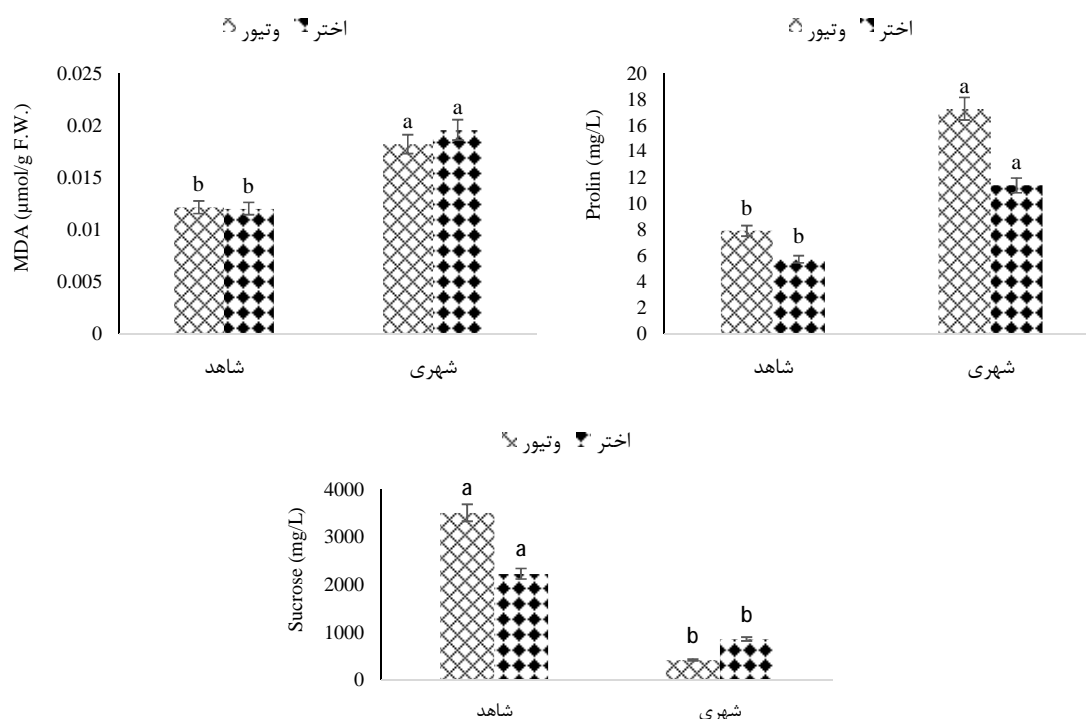 وتیور اختر
0.025
0.02
0.015
0.01
0.005
0
MDA (µmol/g F.W.)
b b a a
شاهد شهری
وتیور اختر
20
18
16
14
12
10
8
6
4
2
0
Prolin (mg/L)
b b a a
شاهد شهری
وتیور اختر
4000
3000
2000
1000
0
Sucrose (mg/L)
a a b b
شاهد شهری